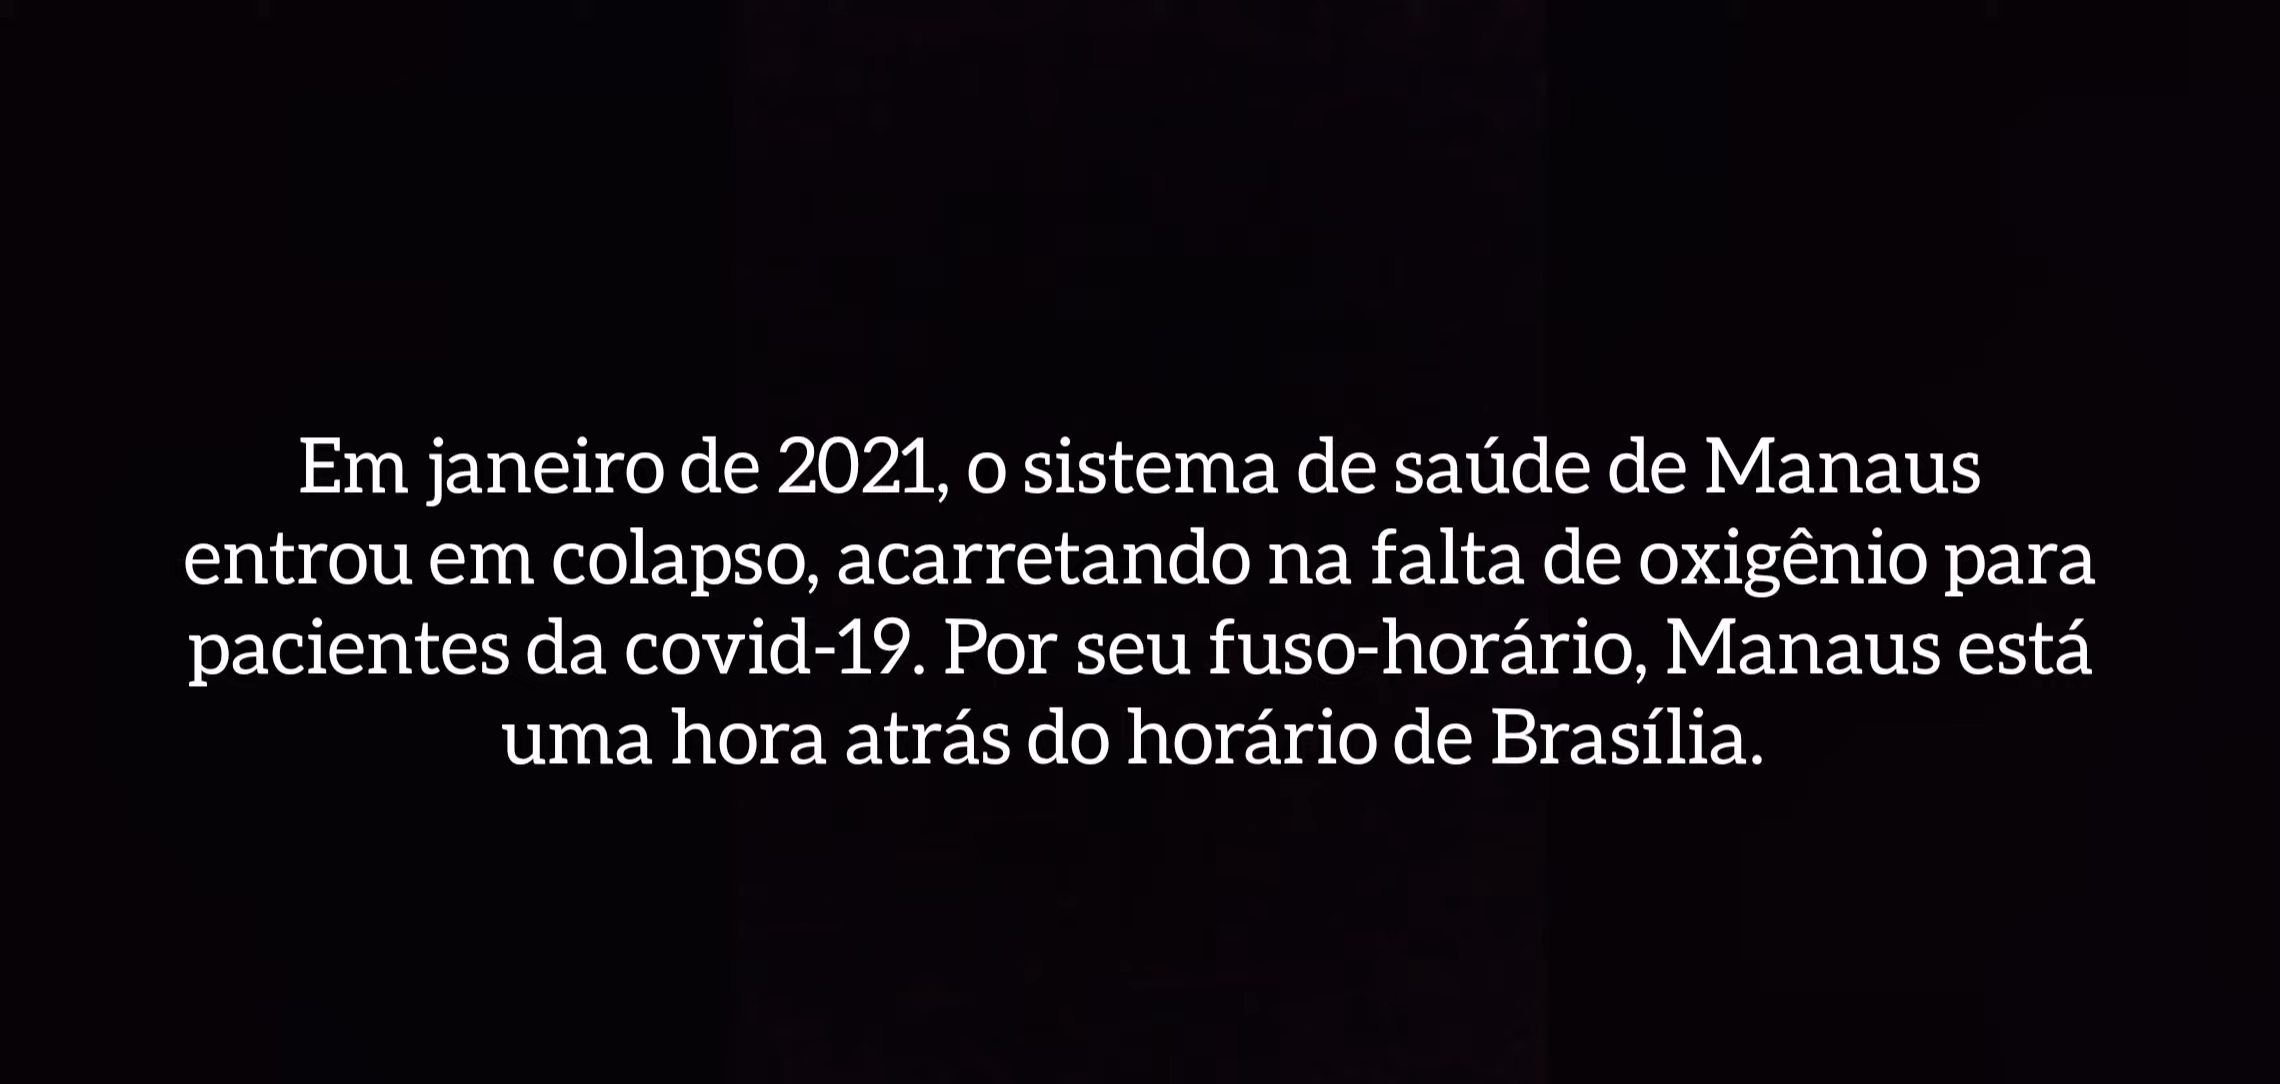 Em janeiro de 2021, o sistema de saúde de Manaus
entrou em colapso, acarretando na falta de oxigênio para
pacientes da covid-19. Por seu fuso-horário, Manaus está
uma hora atrás do horário de Brasília.